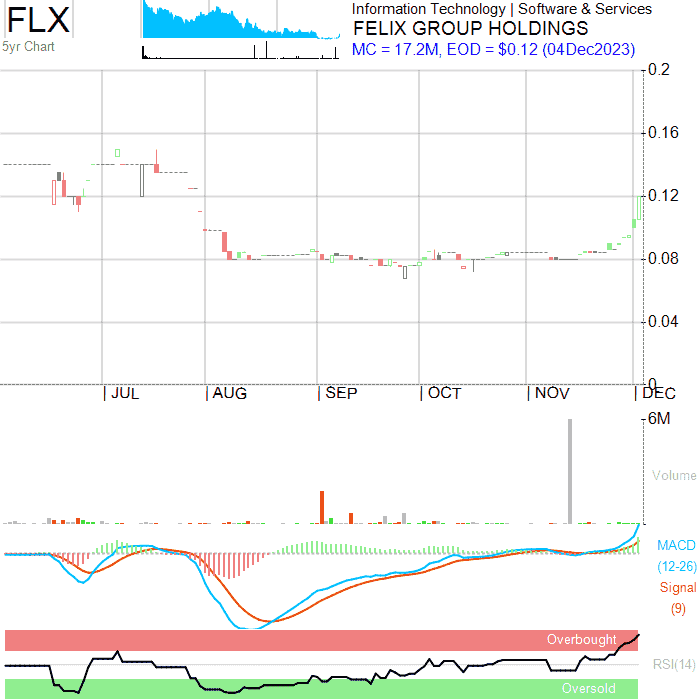 FLX
5yr Chart
Information Technology | Software & Services
FELIX GROUP HOLDINGS
MC = 17.2M, EOD = $0.12 (04Dec2023)
0.2
0.16
0.12
0.08
0.04
0
JUL AUG SEP OCT NOV DEC
6M
Volume
MACD
(12-26)
Signal
(9)
Overbought
RSI(14)
Oversold